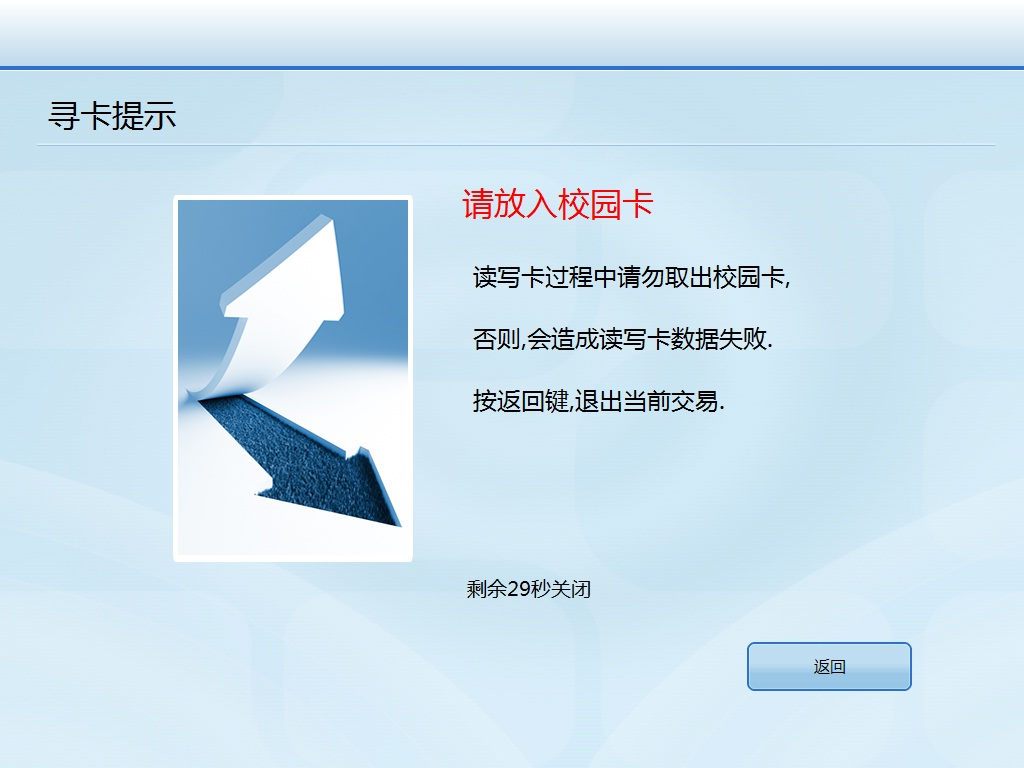 寻卡提示
请放入校园卡
读写卡过程中请勿取出校园卡,
否则,会造成读写卡数据失败.
按返回键,退出当前交易.
剩余29秒关闭
返回